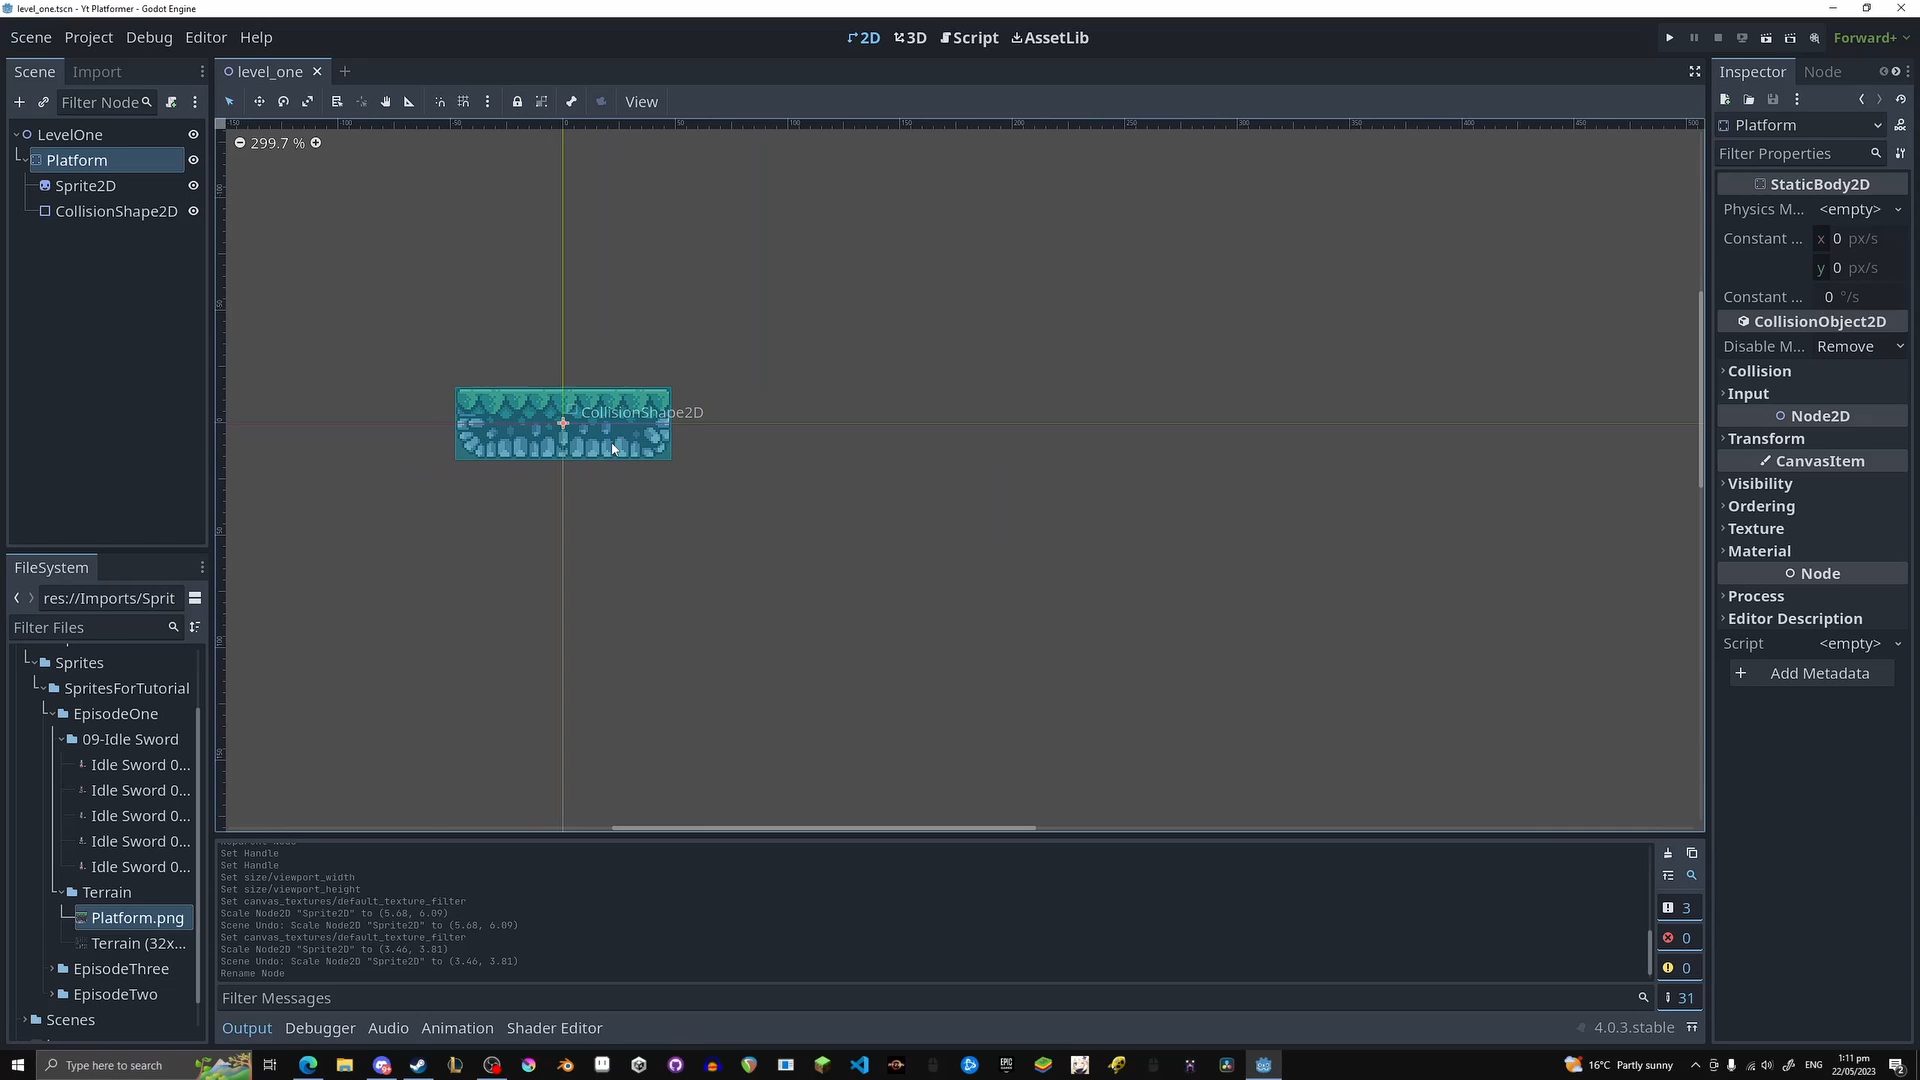 level_one.tscn - Yt Platformer - Godot Engine
Scene Project Debug Editor Help
2D 3D Script AssetLib
Forward+
Scene Import
level_one
Inspector Node
Filter Node
View
LevelOne
Platform
Sprite2D
CollisionShape2D
299.7 %
CollisionShape2D
Platform
Filter Properties
StaticBody2D
Physics M... <empty>
Constant ... x 0 px/s
y 0 px/s
Constant ... 0 °/s
CollisionObject2D
Disable M... Remove
Collision
Input
Node2D
Transform
CanvasItem
Visibility
Ordering
Texture
Material
Node
Process
Editor Description
Script <empty>
Add Metadata
FileSystem
res://Imports/Sprit
Filter Files
Sprites
SpritesForTutorial
EpisodeOne
09-Idle Sword
Idle Sword 0...
Idle Sword 0...
Idle Sword 0...
Idle Sword 0...
Idle Sword 0...
Terrain
Platform.png
Terrain (32x...
EpisodeThree
EpisodeTwo
Scenes
Set Handle
Set Handle
Set size/viewport_width
Set size/viewport_height
Set canvas_textures/default_texture_filter
Scale Node2D "Sprite2D" to (5.68, 6.09)
Scene Undo: Scale Node2D "Sprite2D" to (5.68, 6.09)
Set canvas_textures/default_texture_filter
Scale Node2D "Sprite2D" to (3.46, 3.81)
Scene Undo: Scale Node2D "Sprite2D" to (3.46, 3.81)
Rename Node
3
0
0
31
Filter Messages
Output Debugger Audio Animation Shader Editor
4.0.3.stable
Type here to search
16°C Partly sunny
ENG
1:11 pm
22/05/2023